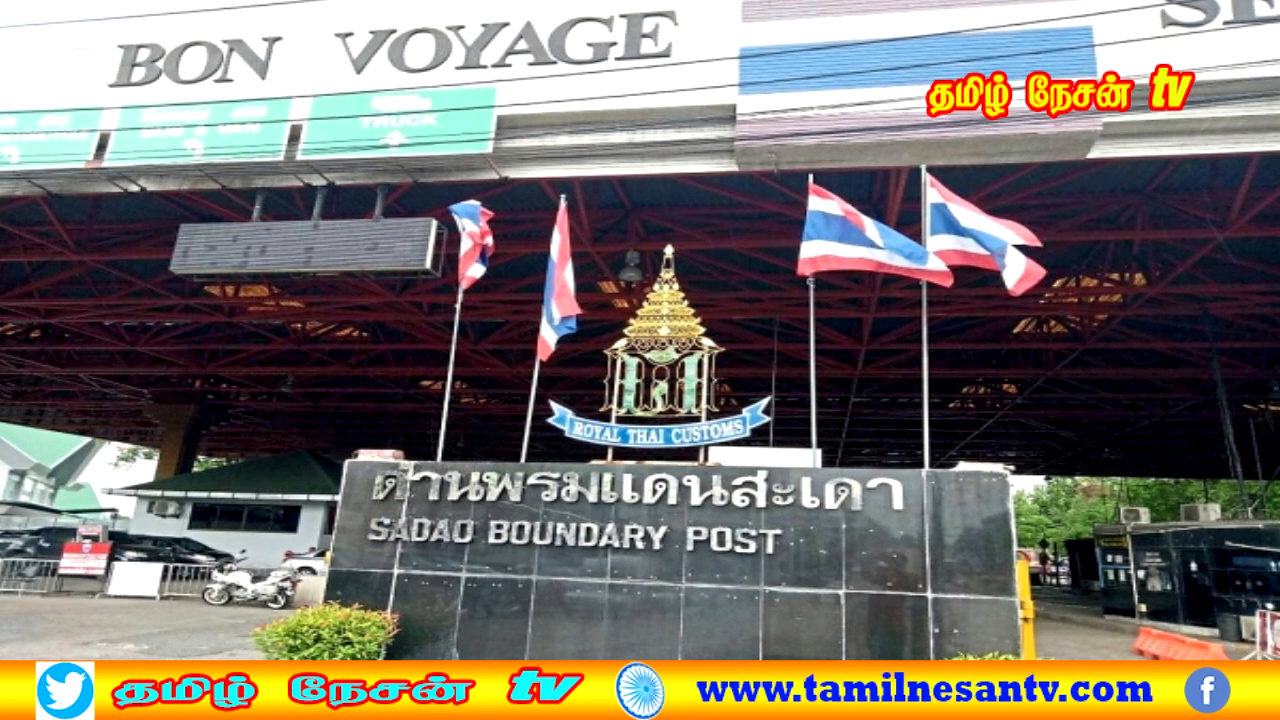 BON VOYAGE
SE
தமிழ் நேசன் tv
TRUCK
ROYAL THAI CUSTOMS
ด่านพรมแดนสะเดา
SADAO BOUNDARY POST
தமிழ் நேசன் tv
www.tamilnesantv.com